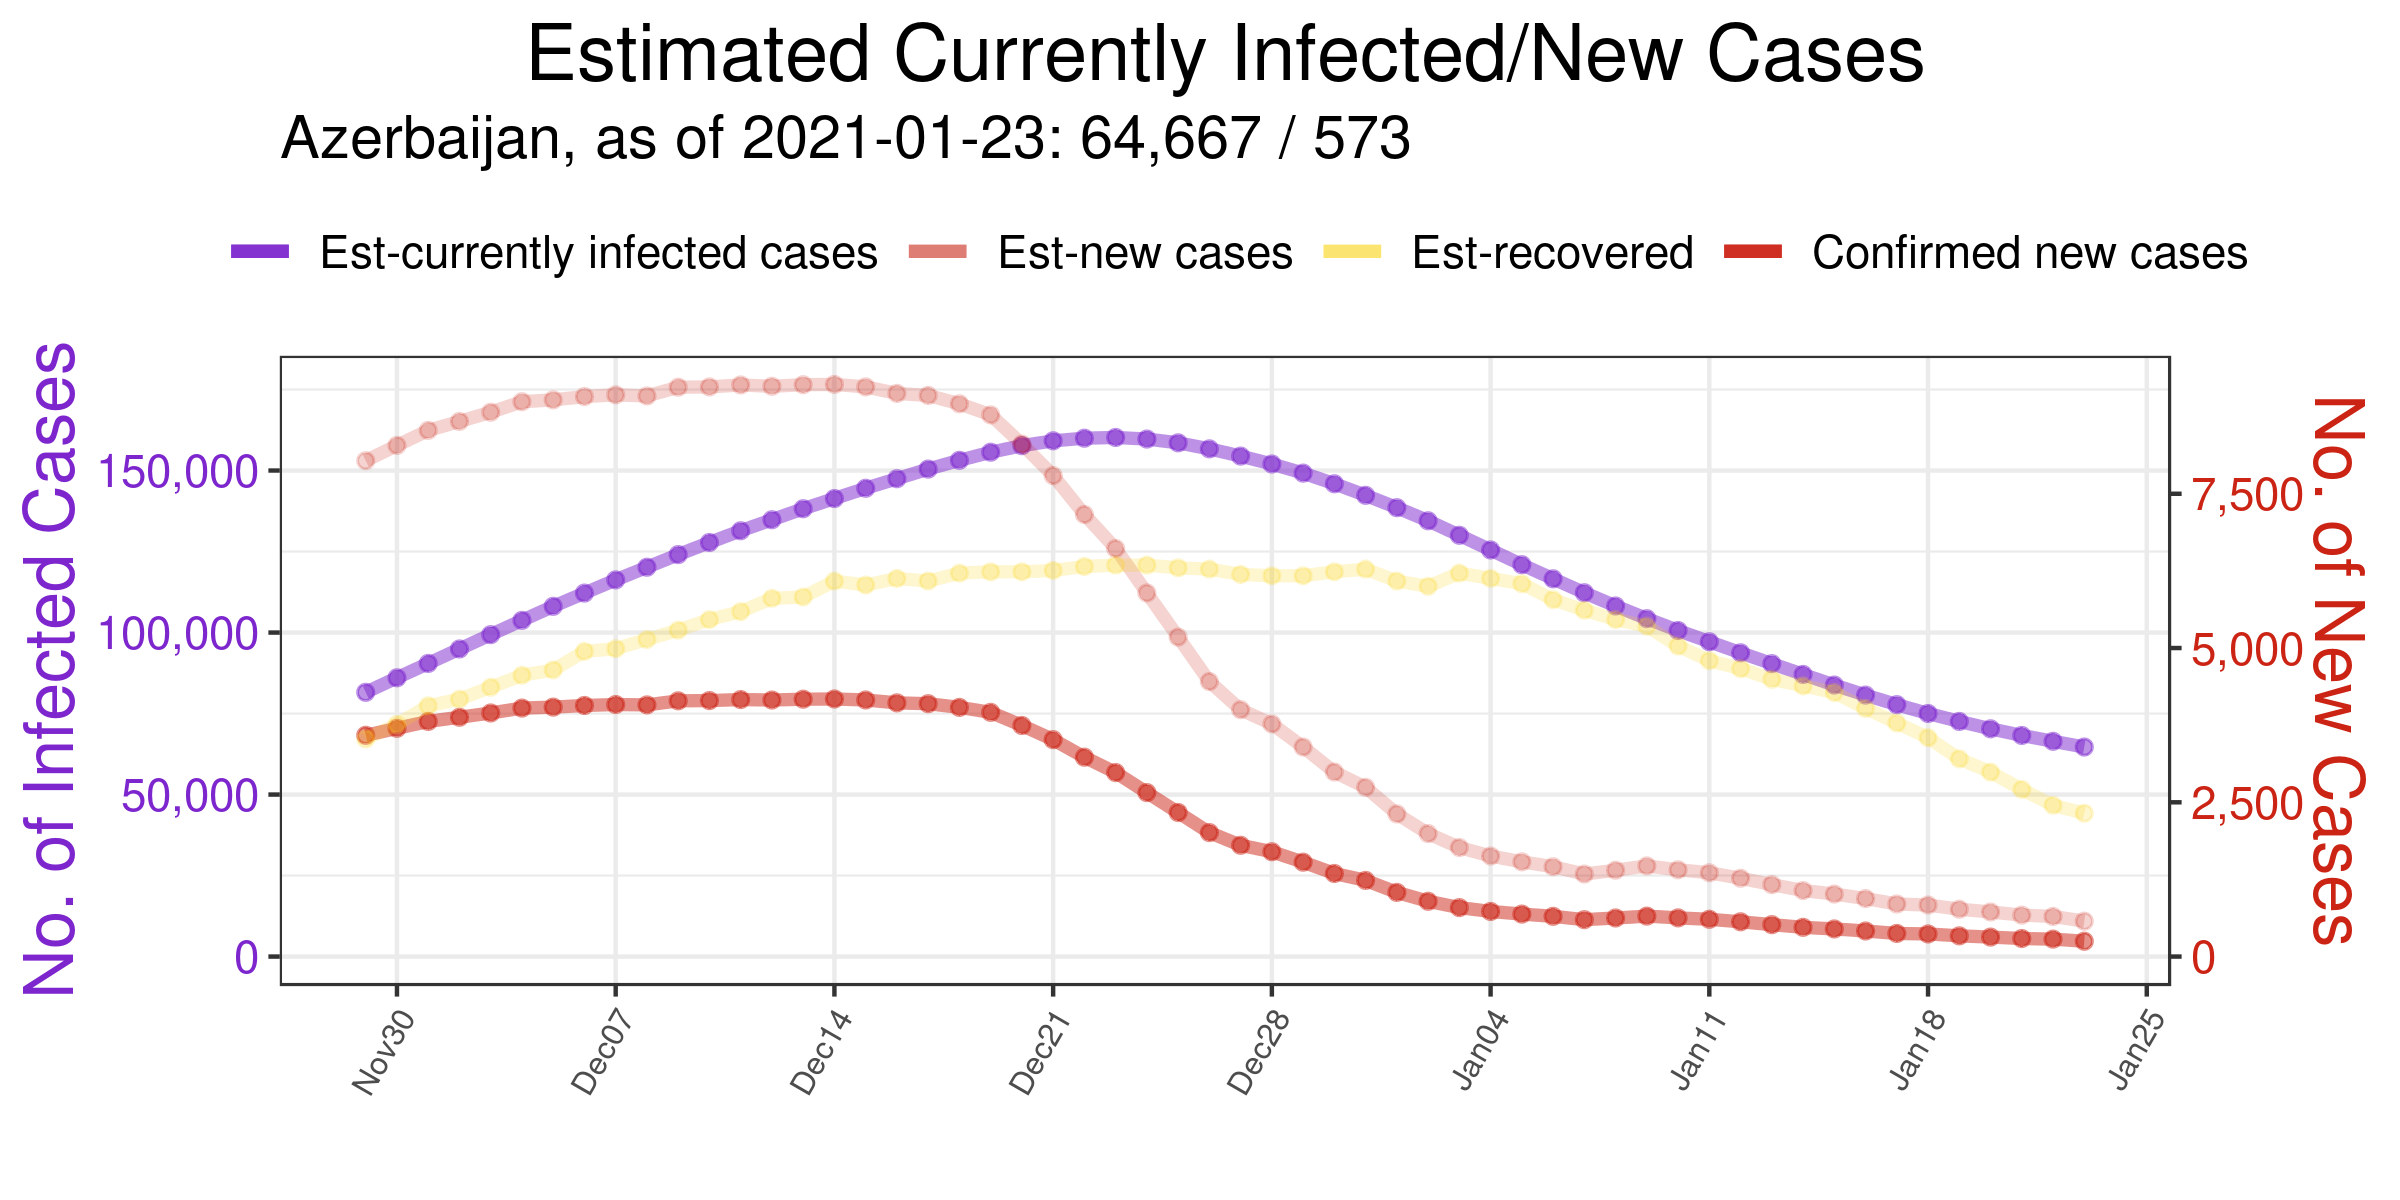 Estimated Currently Infected/New Cases
Azerbaijan, as of 2021-01-23: 64,667 / 573
Est-currently infected cases Est-new cases Est-recovered Confirmed new cases
No. of Infected Cases
150,000
100,000
50,000
0
7,500
5,000
2,500
0
No. of New Cases
Nov30 Dec07 Dec14 Dec21 Dec28 Jan04 Jan11 Jan18 Jan25